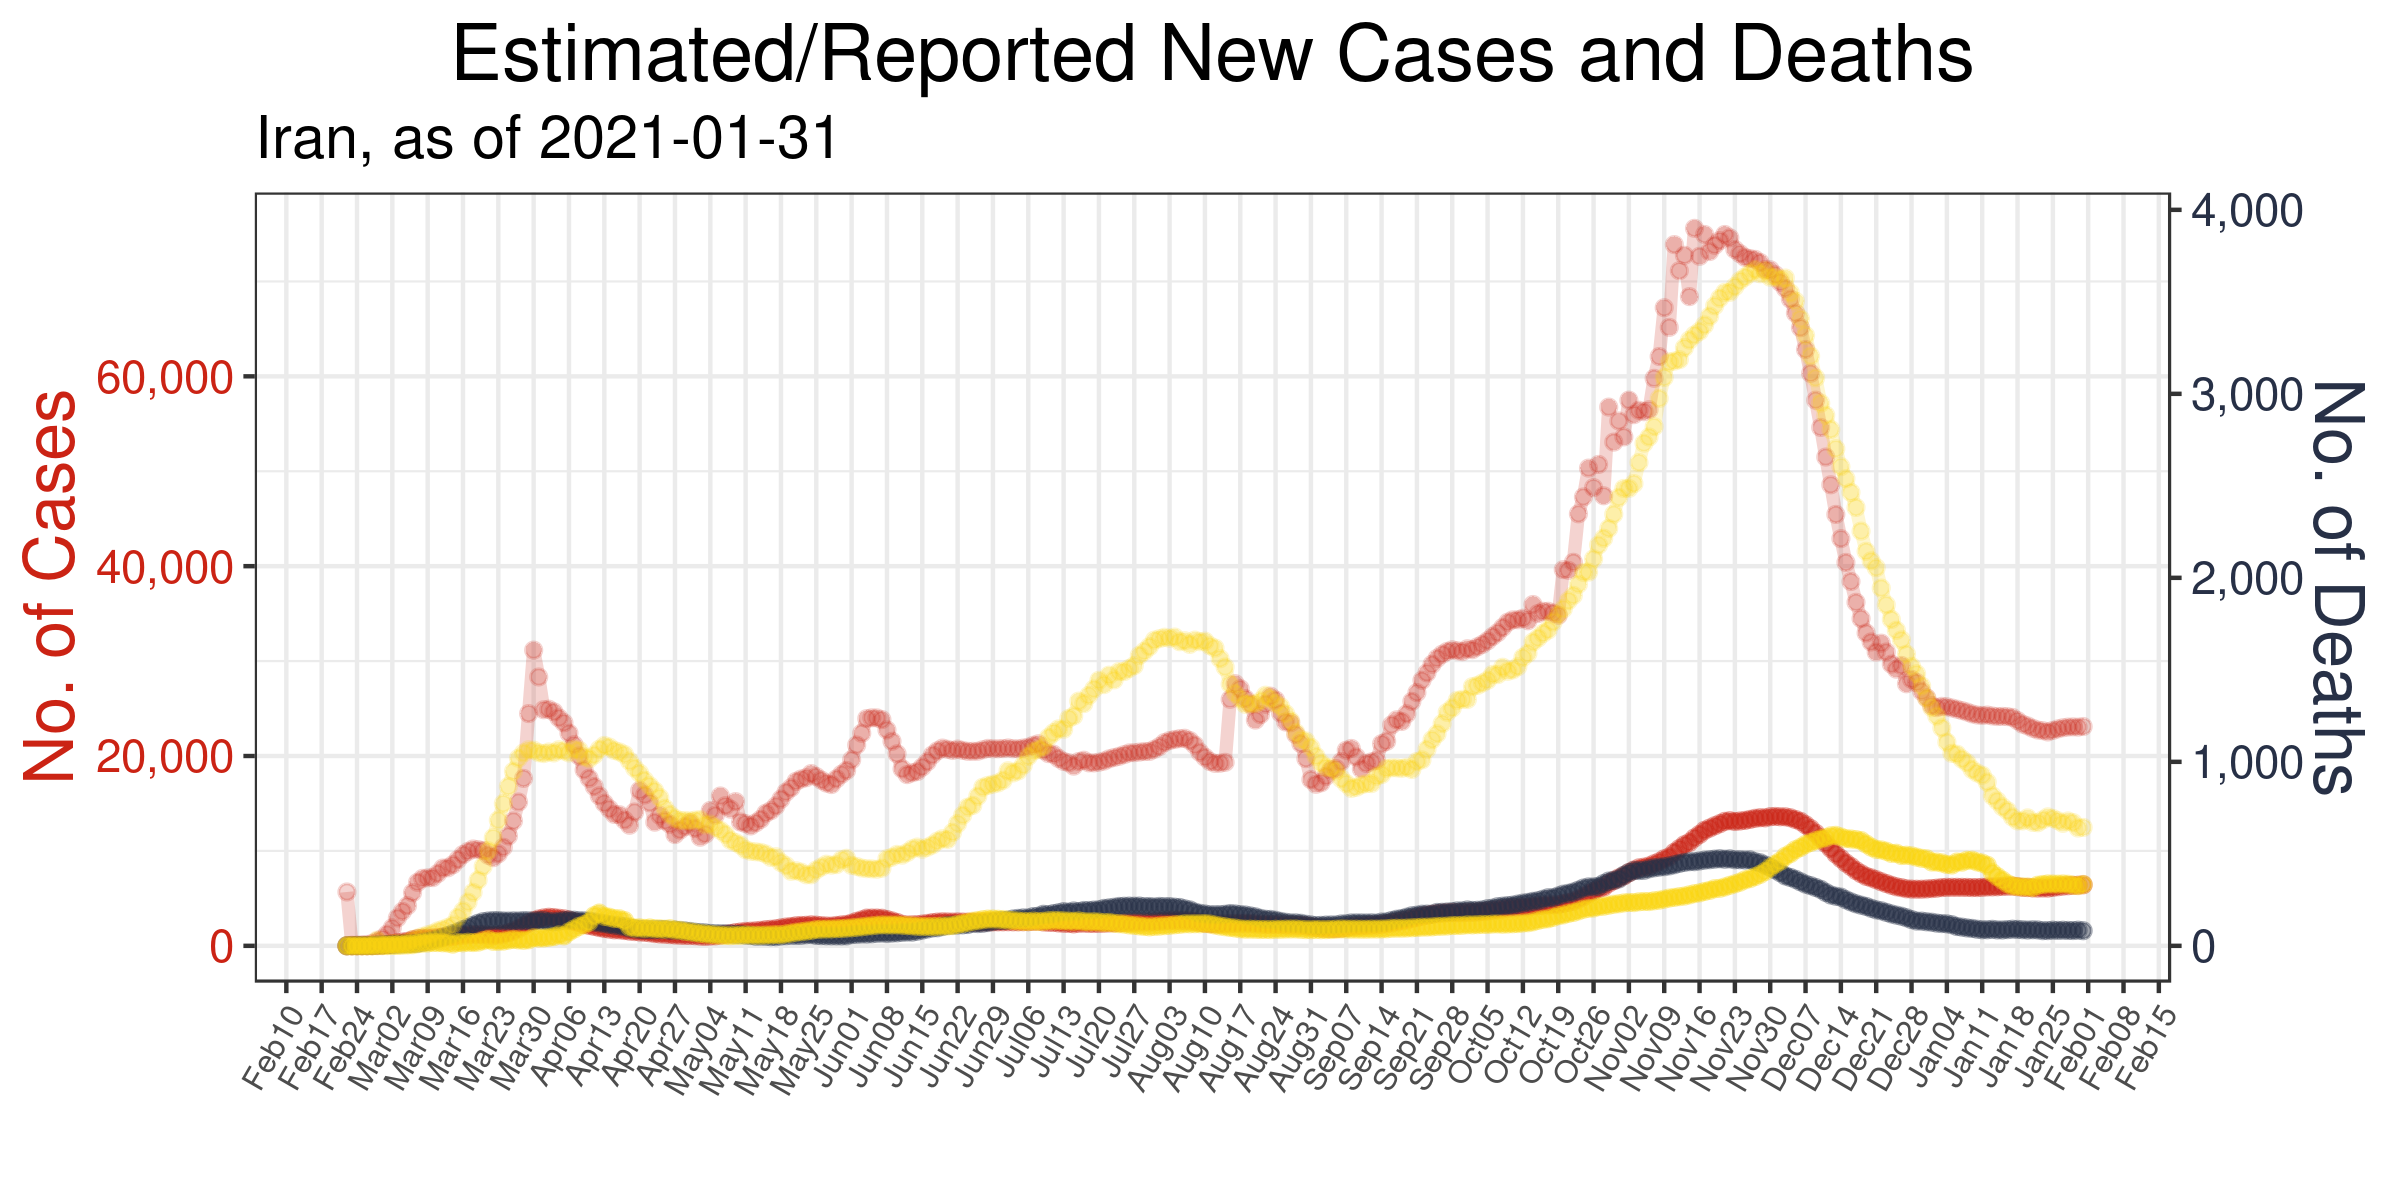 Estimated/Reported New Cases and Deaths
Iran, as of 2021-01-31
No. of Cases
60,000
40,000
20,000
0
4,000
3,000
2,000
1,000
0
No. of Deaths
Feb10
Feb17
Feb24
Mar02
Mar09
Mar16
Mar23
Mar30
Apr06
Apr13
Apr20
Apr27
May04
May11
May18
May25
Jun01
Jun08
Jun15
Jun22
Jun29
Jul06
Jul13
Jul20
Jul27
Aug03
Aug10
Aug17
Aug24
Aug31
Sep07
Sep14
Sep21
Sep28
Oct05
Oct12
Oct19
Oct26
Nov02
Nov09
Nov16
Nov23
Nov30
Dec07
Dec14
Dec21
Dec28
Jan04
Jan11
Jan18
Jan25
Feb01
Feb08
Feb15